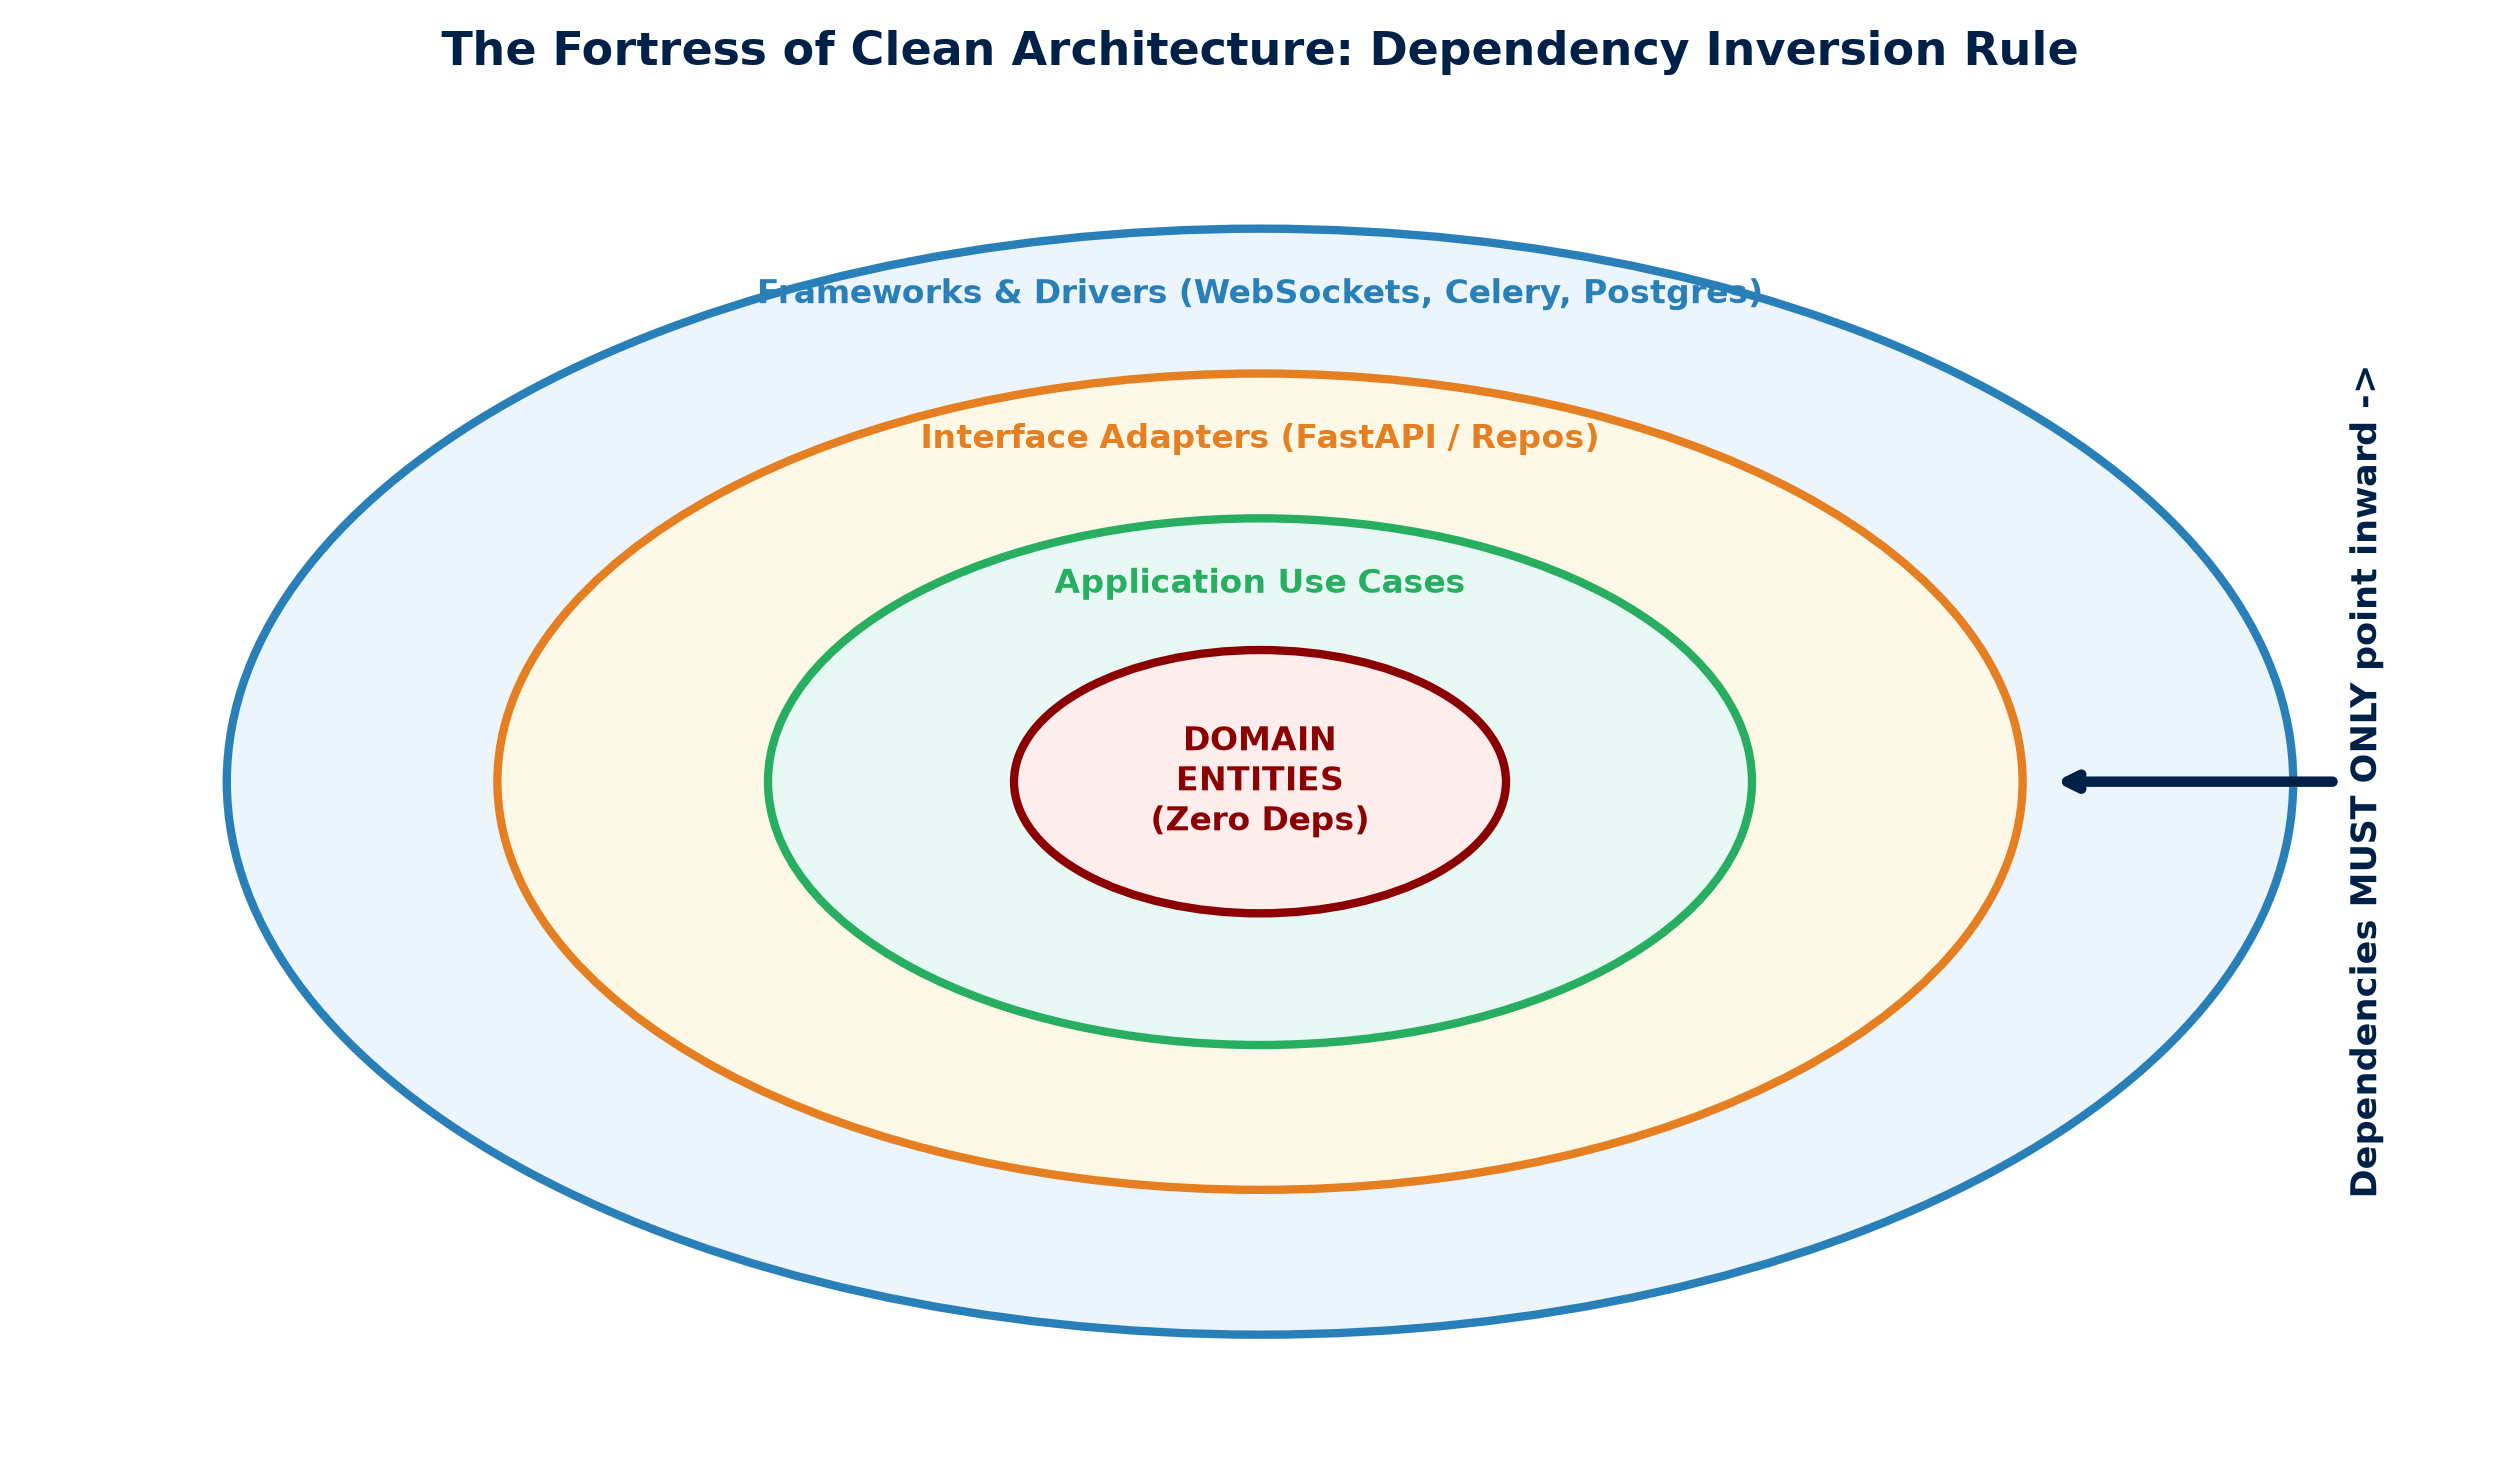 The Fortress of Clean Architecture: Dependency Inversion Rule
Frameworks & Drivers (WebSockets, Celery, Postgres)
Interface Adapters (FastAPI / Repos)
Application Use Cases
DOMAIN
ENTITIES
(Zero Deps)
Dependencies MUST ONLY point inward ->